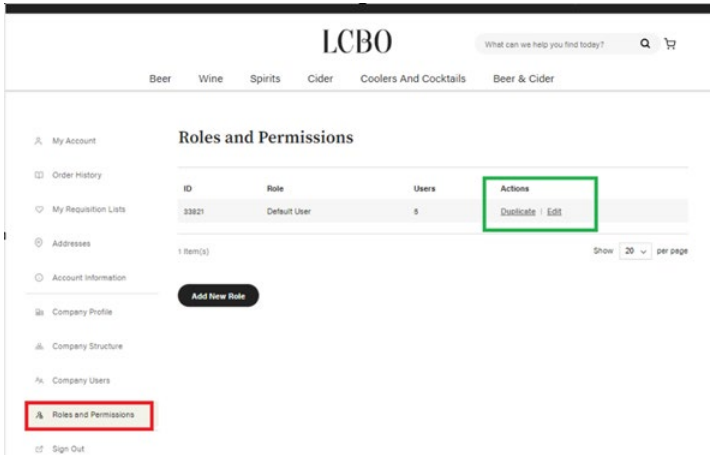 LCBO
What can we help you find today?
Beer Wine Spirits Cider Coolers And Cocktails Beer & Cider
My Account
Order History
My Requisition Lists
Addresses
Account Information
Company Profile
Company Structure
Company Users
Roles and Permissions
Sign Out
Roles and Permissions
ID Role Users Actions
33821 Default User 5 Duplicate | Edit
1 Item(s)
Show 20 per page
Add New Role